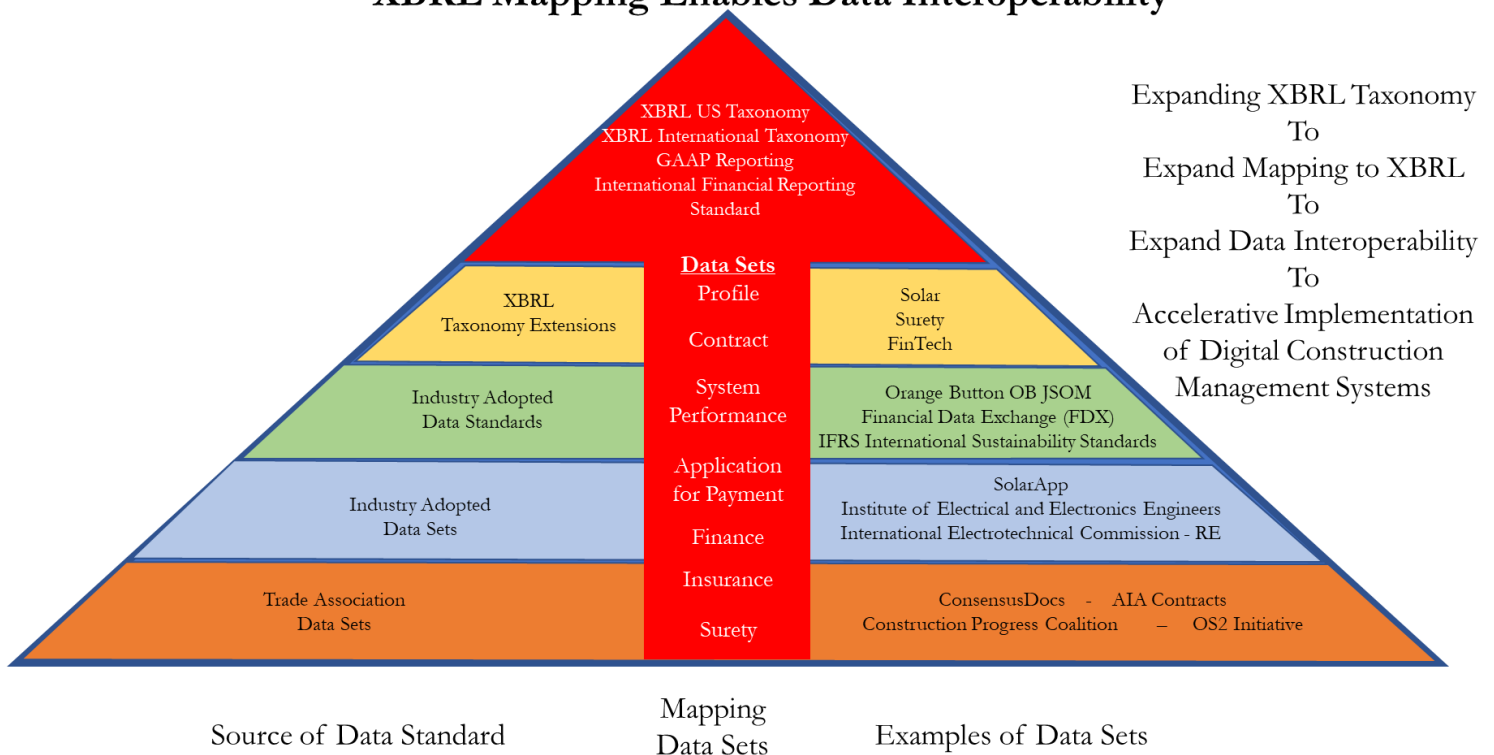 XBRL Mapping Enables Data Interoperability
XBRL US Taxonomy
XBRL International Taxonomy
GAAP Reporting
International Financial Reporting
Standard
Data Sets
Profile
Contract
System
Performance
Application
for Payment
Finance
Insurance
Surety
XBRL
Taxonomy Extensions
Solar
Surety
FinTech
Industry Adopted
Data Standards
Orange Button OB JSOM
Financial Data Exchange (FDX)
IFRS International Sustainability Standards
Industry Adopted
Data Sets
SolarApp
Institute of Electrical and Electronics Engineers
International Electrotechnical Commission - RE
Trade Association
Data Sets
ConsensusDocs - AIA Contracts
Construction Progress Coalition – OS2 Initiative
Expanding XBRL Taxonomy
To
Expand Mapping to XBRL
To
Expand Data Interoperability
To
Accelerative Implementation
of Digital Construction
Management Systems
Source of Data Standard
Mapping
Data Sets
Examples of Data Sets